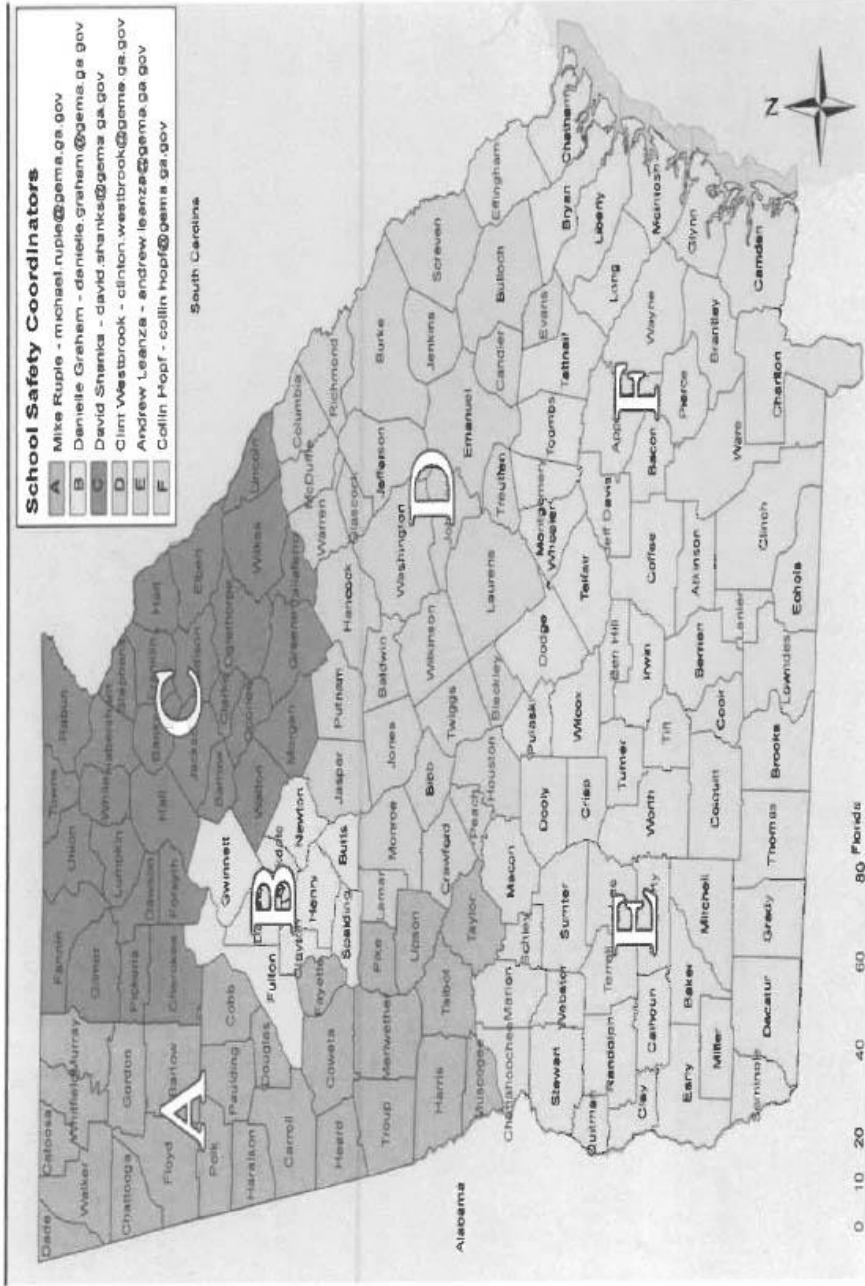 School Safety Coordinators
A Mike Ruple - michael.ruple@gema.ga.gov
B Danielle Graham - danielle.graham@gema.ga.gov
C David Shanks - david.shanks@gema.ga.gov
D Clint Westbrook - clinton.westbrook@gema.ga.gov
E Andrew Leanza - andrew.leanza@gema.ga.gov
F Collin Hopf - collin.hopf@gema.ga.gov
South Carolina
Alabama
Florida
N
A
B
C
D
E
F
Dade
Catoosa
Walker
Whitfield
Murray
Fannin
Union
Towns
Rabun
Gilmer
Lumpkin
White
Habersham
Stephens
Chattooga
Gordon
Pickens
Dawson
Hall
Franklin
Hart
Floyd
Bartow
Cherokee
Forsyth
Elbert
Polk
Paulding
Cobb
Gwinnett
Barrow
Clarke
Oglethorpe
Wilkes
Lincoln
Haralson
Douglas
Fulton
Walton
Oconee
Greene
Taliaferro
Carroll
Clayton
Newton
Morgan
McDuffie
Columbia
Heard
Coweta
Fayette
Henry
Butts
Jasper
Putnam
Hancock
Warren
Glascock
Richmond
Spalding
Troup
Meriwether
Pike
Lamar
Monroe
Jones
Baldwin
Washington
Jefferson
Burke
Harris
Talbot
Upson
Crawford
Bibb
Twiggs
Wilkinson
Emanuel
Jenkins
Screven
Muscogee
Taylor
Peach
Houston
Bleckley
Laurens
Treutlen
Candler
Bulloch
Effingham
Chattahoochee
Marion
Schley
Macon
Pulaski
Dodge
Wheeler
Montgomery
Toombs
Tattnall
Evans
Bryan
Chatham
Stewart
Webster
Sumter
Dooly
Wilcox
Telfair
Jeff Davis
Long
Liberty
McIntosh
Quitman
Randolph
Crisp
Ben Hill
Coffee
Bacon
Wayne
Glynn
Clay
Calhoun
Turner
Irwin
Pierce
Brantley
Early
Baker
Mitchell
Worth
Tift
Berrien
Atkinson
Ware
Camden
Miller
Colquitt
Cook
Lanier
Clinch
Charlton
Seminole
Decatur
Grady
Thomas
Brooks
Lowndes
Echols
0 10 20 40 60 80